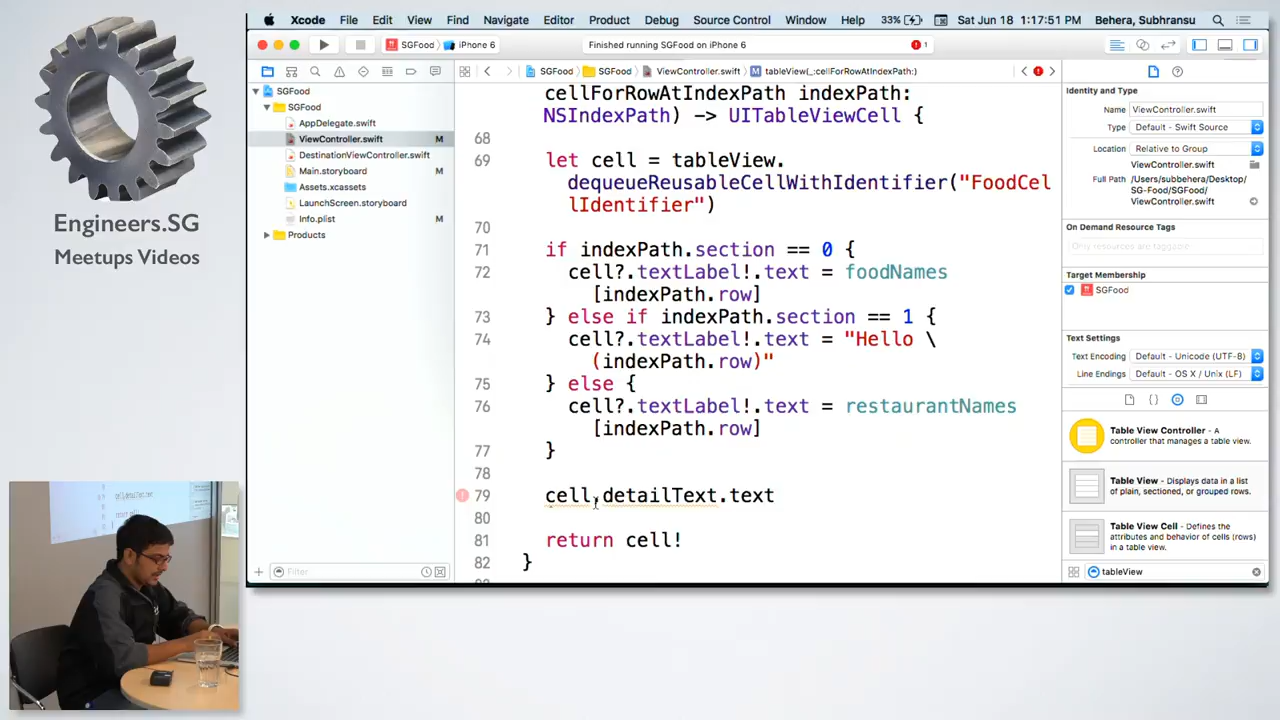 Xcode File Edit View Find Navigate Editor Product Debug Source Control Window Help 33% Sat Jun 18 1:17:51 PM Behera, Subhransu
SGFood iPhone 6 Finished running SGFood on iPhone 6 1
SGFood SGFood ViewController.swift tableView(_:cellForRowAtIndexPath:)
SGFood
SGFood
AppDelegate.swift
ViewController.swift M
DestinationViewController.swift
Main.storyboard M
Assets.xcassets
LaunchScreen.storyboard
Info.plist M
Products
Filter
cellForRowAtIndexPath indexPath:
NSIndexPath) -> UITableViewCell {
68
69 let cell = tableView.
dequeueReusableCellWithIdentifier("FoodCel
lIdentifier")
70
71 if indexPath.section == 0 {
72 cell?.textLabel!.text = foodNames
[indexPath.row]
73 } else if indexPath.section == 1 {
74 cell?.textLabel!.text = "Hello \
(indexPath.row)"
75 } else {
76 cell?.textLabel!.text = restaurantNames
[indexPath.row]
77 }
78
79 cell.detailText.text
80
81 return cell!
82 }
Identity and Type
Name ViewController.swift
Type Default - Swift Source
Location Relative to Group
ViewController.swift
Full Path /Users/subbehera/Desktop/
SG-Food/SGFood/
ViewController.swift
On Demand Resource Tags
Only resources are taggable
Target Membership
SGFood
Text Settings
Text Encoding Default - Unicode (UTF-8)
Line Endings Default - OS X / Unix (LF)
Table View Controller - A
controller that manages a table view.
Table View - Displays data in a list
of plain, sectioned, or grouped rows.
Table View Cell - Defines the
attributes and behavior of cells (rows)
in a table view.
tableView
Engineers.SG
Meetups Videos